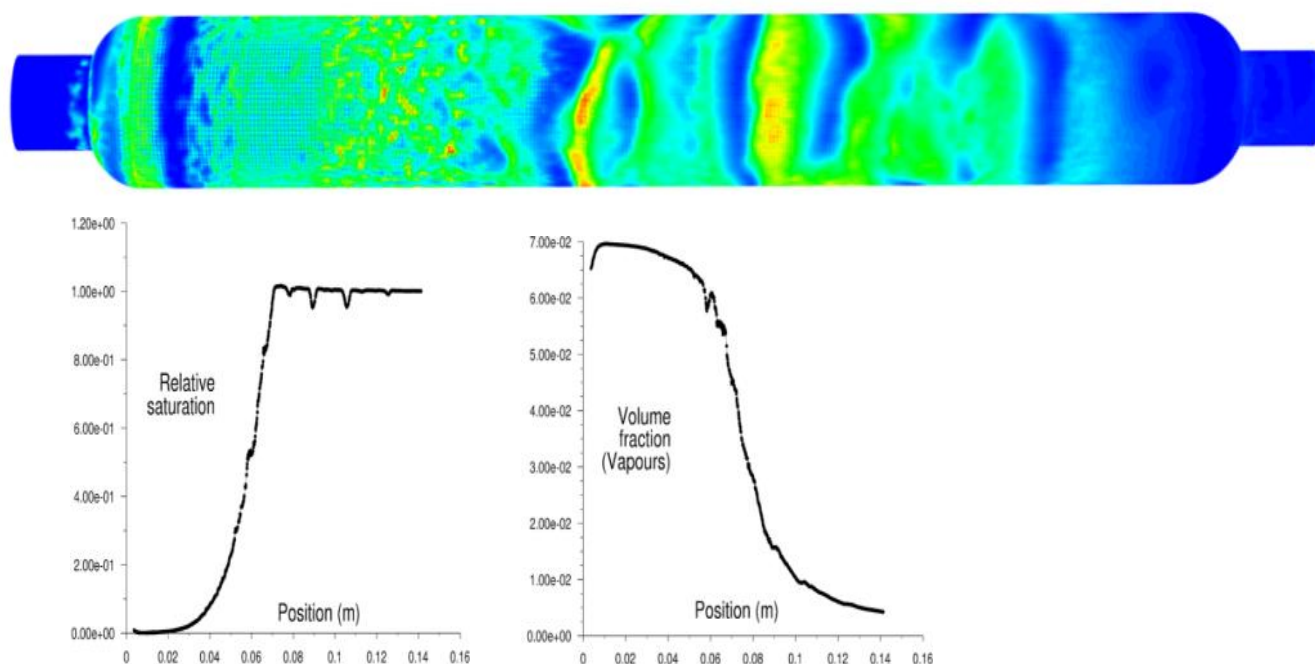 1.20e+00
1.00e+00
8.00e-01
6.00e-01
4.00e-01
2.00e-01
0.00e+00
Relative
saturation
Position (m)
0 0.02 0.04 0.06 0.08 0.1 0.12 0.14 0.16
7.00e-02
6.00e-02
5.00e-02
4.00e-02
3.00e-02
2.00e-02
1.00e-02
0.00e+00
Volume
fraction
(Vapours)
Position (m)
0 0.02 0.04 0.06 0.08 0.1 0.12 0.14 0.16